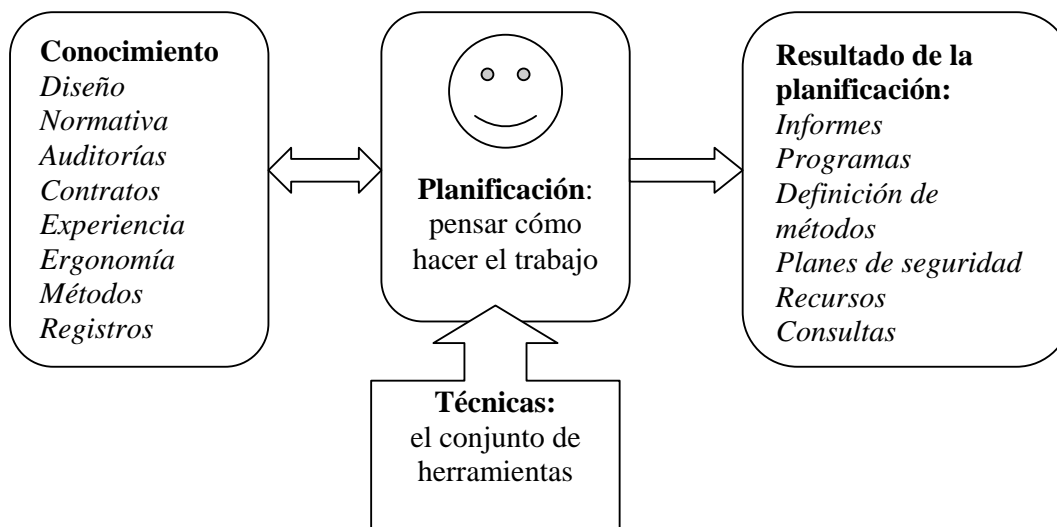 Conocimiento
Diseño
Normativa
Auditorías
Contratos
Experiencia
Ergonomía
Métodos
Registros
Planificación:
pensar cómo
hacer el trabajo
Técnicas:
el conjunto de
herramientas
Resultado de la
planificación:
Informes
Programas
Definición de
métodos
Planes de seguridad
Recursos
Consultas